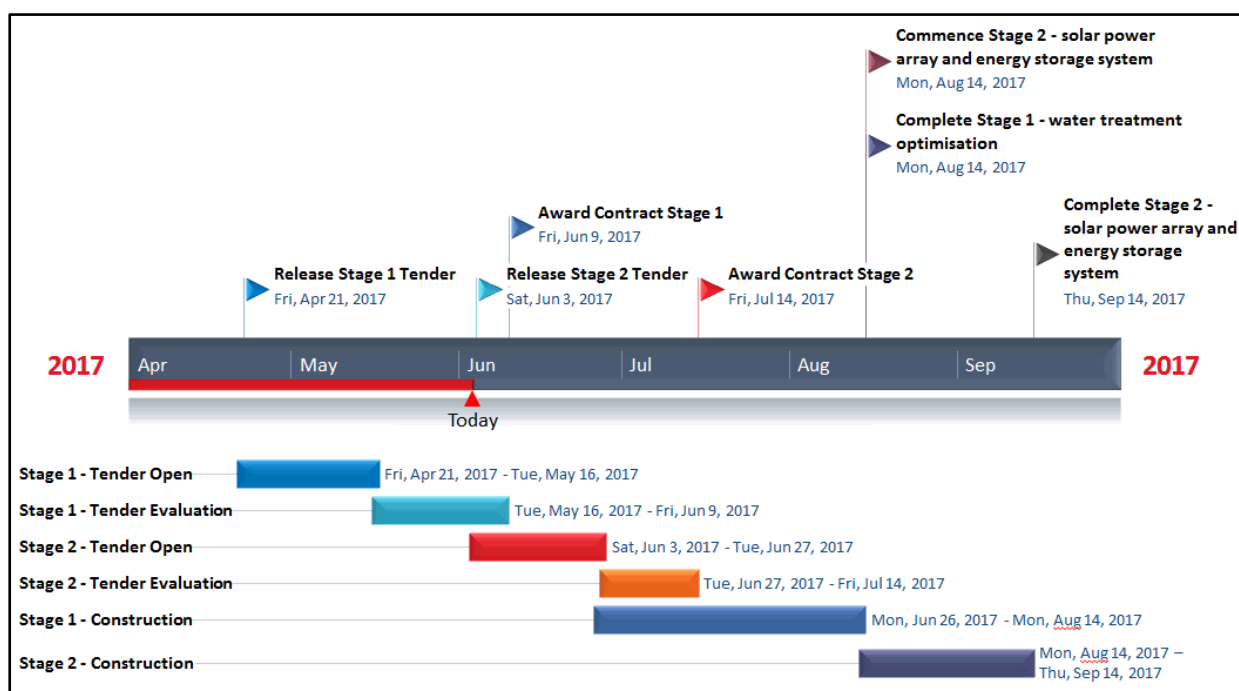 Commence Stage 2 - solar power
array and energy storage system
Mon, Aug 14, 2017
Complete Stage 1 - water treatment
optimisation
Mon, Aug 14, 2017
Award Contract Stage 1
Fri, Jun 9, 2017
Complete Stage 2 -
solar power array and
energy storage
system
Thu, Sep 14, 2017
Release Stage 1 Tender
Fri, Apr 21, 2017
Release Stage 2 Tender
Sat, Jun 3, 2017
Award Contract Stage 2
Fri, Jul 14, 2017
2017 Apr May Jun Jul Aug Sep 2017
Today
Stage 1 - Tender Open Fri, Apr 21, 2017 - Tue, May 16, 2017
Stage 1 - Tender Evaluation Tue, May 16, 2017 - Fri, Jun 9, 2017
Stage 2 - Tender Open Sat, Jun 3, 2017 - Tue, Jun 27, 2017
Stage 2 - Tender Evaluation Tue, Jun 27, 2017 - Fri, Jul 14, 2017
Stage 1 - Construction Mon, Jun 26, 2017 - Mon, Aug 14, 2017
Stage 2 - Construction Mon, Aug 14, 2017 –
Thu, Sep 14, 2017